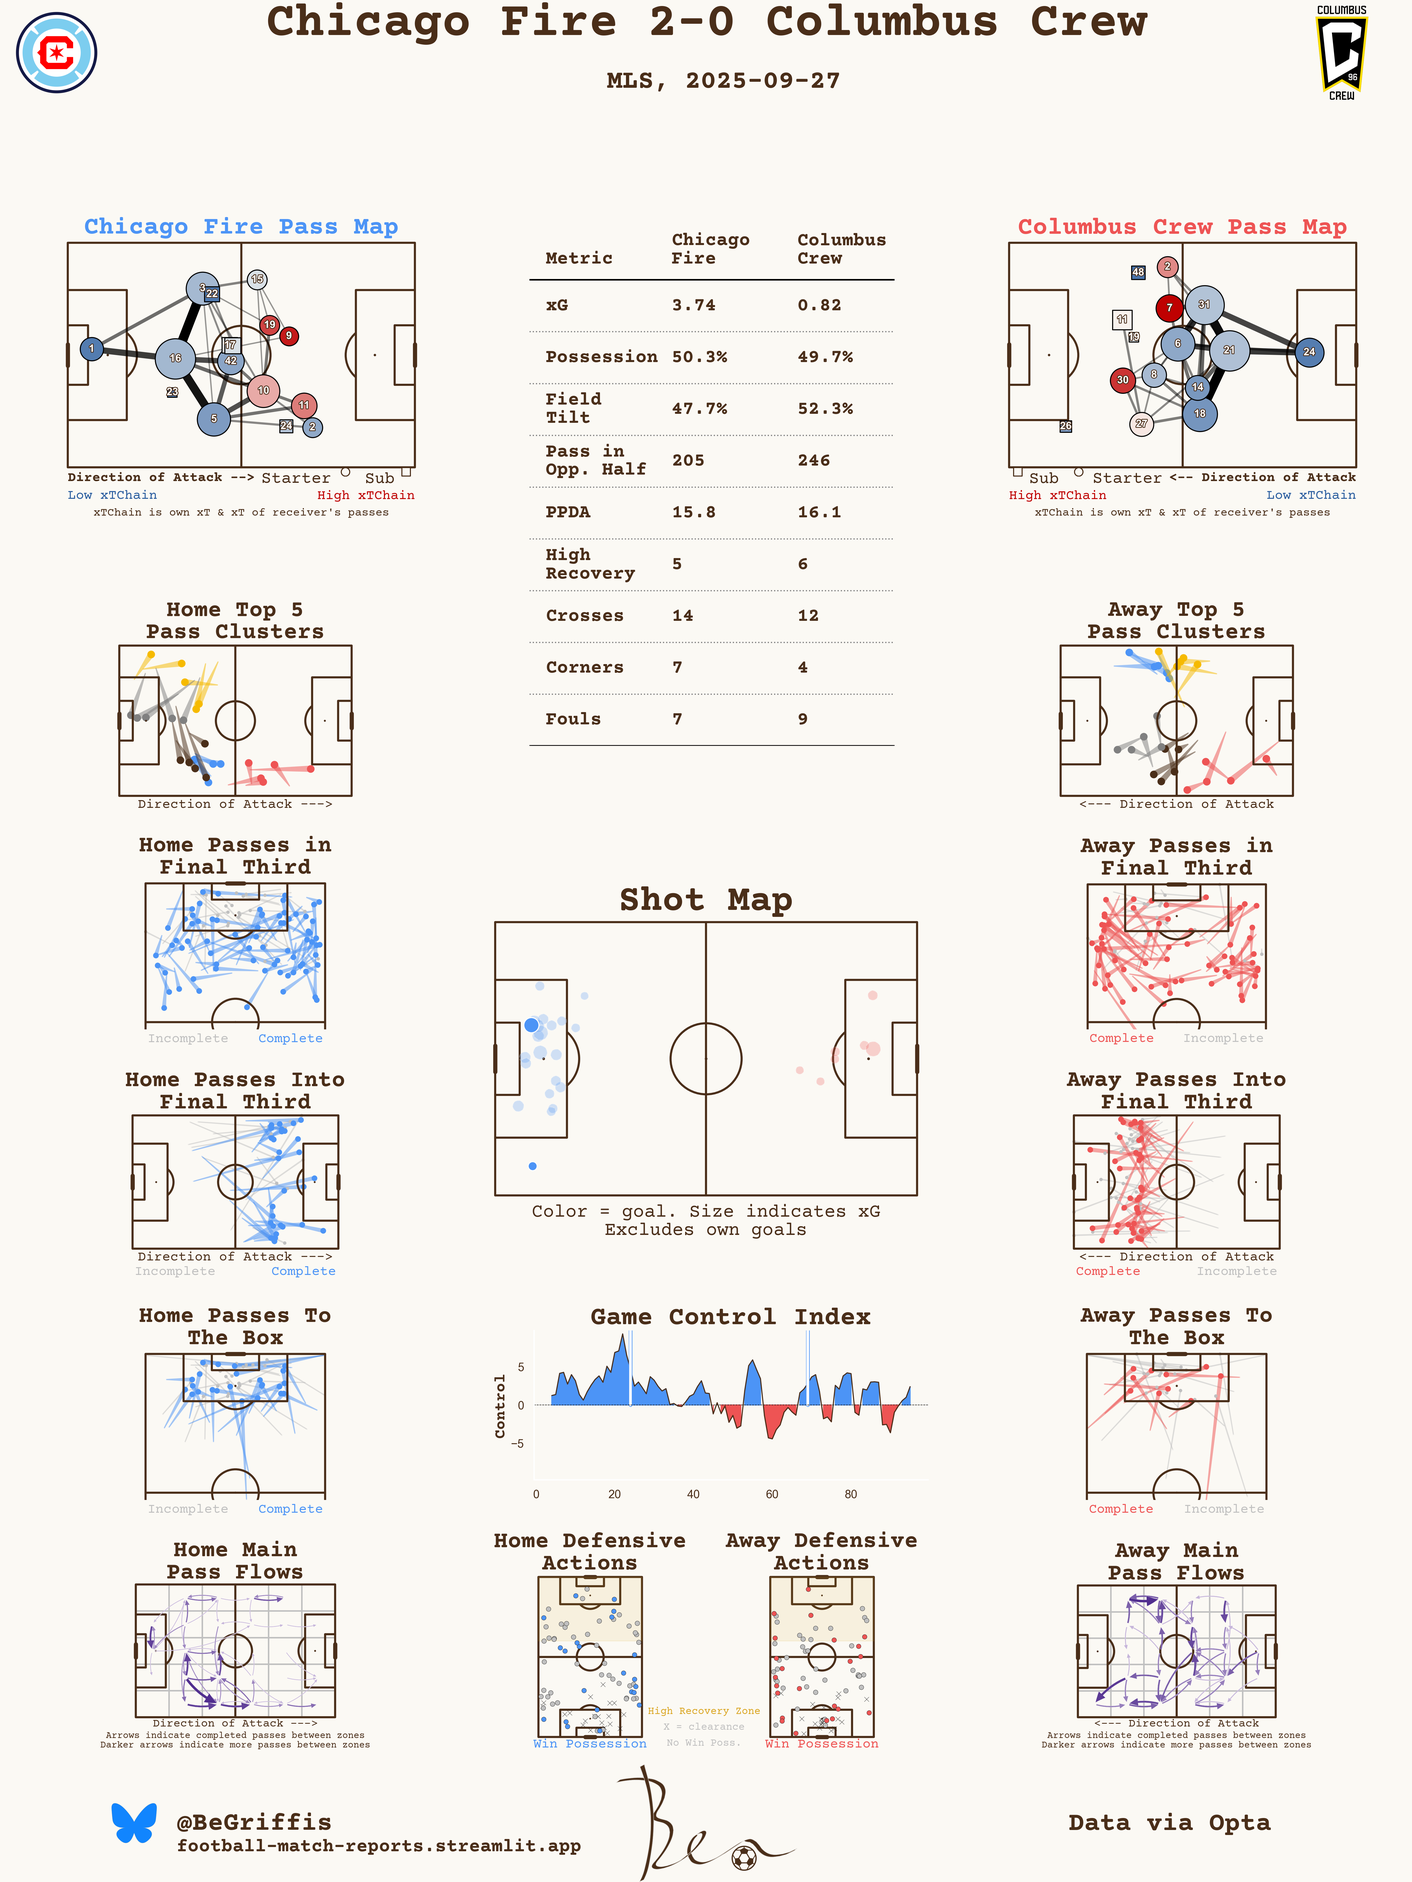 Chicago Fire 2-0 Columbus Crew
MLS, 2025-09-27
COLUMBUS
96
CREW
Chicago Fire Pass Map
3
22
15
19
9
17
1
16
42
23
10
11
5
24
2
Direction of Attack --> Starter Sub
Low xTChain High xTChain
xTChain is own xT & xT of receiver's passes
Metric Chicago Fire Columbus Crew
xG 3.74 0.82
Possession 50.3% 49.7%
Field Tilt 47.7% 52.3%
Pass in Opp. Half 205 246
PPDA 15.8 16.1
High Recovery 5 6
Crosses 14 12
Corners 7 4
Fouls 7 9
Columbus Crew Pass Map
48
2
31
7
11
19
6
21
24
30
8
14
18
27
26
Sub Starter <-- Direction of Attack
High xTChain Low xTChain
xTChain is own xT & xT of receiver's passes
Home Top 5
Pass Clusters
Direction of Attack --->
Away Top 5
Pass Clusters
<--- Direction of Attack
Home Passes in
Final Third
Incomplete Complete
Away Passes in
Final Third
Complete Incomplete
Shot Map
Color = goal. Size indicates xG
Excludes own goals
Home Passes Into
Final Third
Direction of Attack --->
Incomplete Complete
Away Passes Into
Final Third
<--- Direction of Attack
Complete Incomplete
Home Passes To
The Box
Incomplete Complete
Game Control Index
Control
5
0
−5
0 20 40 60 80
Away Passes To
The Box
Complete Incomplete
Home Main
Pass Flows
Direction of Attack --->
Arrows indicate completed passes between zones
Darker arrows indicate more passes between zones
Home Defensive
Actions
Win Possession
High Recovery Zone
X = clearance
No Win Poss.
Away Defensive
Actions
Win Possession
Away Main
Pass Flows
<--- Direction of Attack
Arrows indicate completed passes between zones
Darker arrows indicate more passes between zones
@BeGriffis
football-match-reports.streamlit.app
Ben
Data via Opta